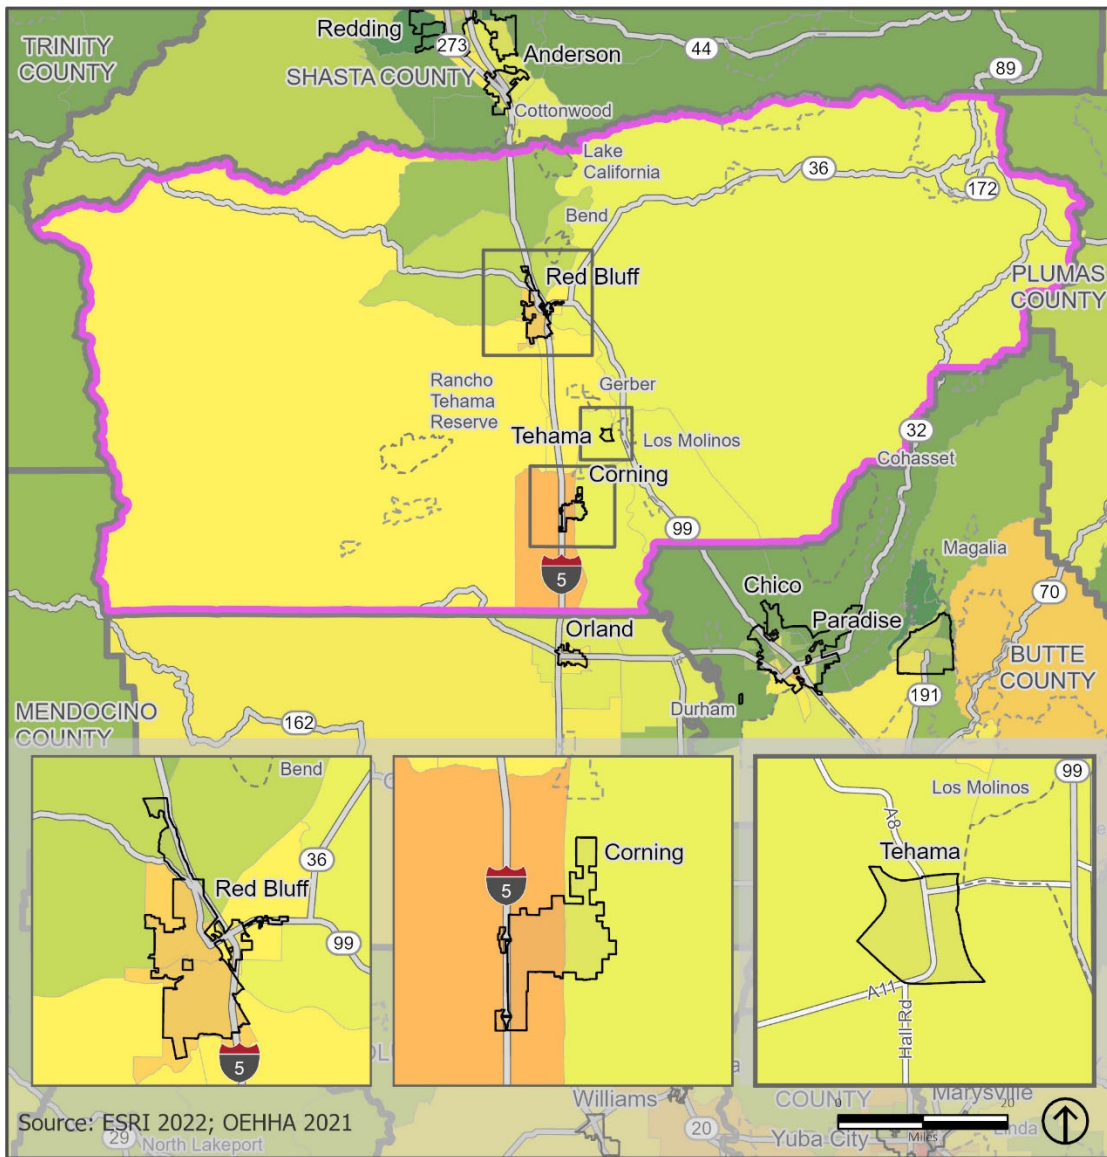 Redding
273
Anderson
44
89
TRINITY
COUNTY
SHASTA COUNTY
Cottonwood
Lake
California
36
172
Bend
Red Bluff
PLUMAS
COUNTY
Rancho
Tehama
Reserve
Gerber
Tehama
Los Molinos
32
Cohasset
Corning
99
5
Magalia
70
Chico
Paradise
Orland
BUTTE
COUNTY
191
Durham
MENDOCINO
COUNTY
162
Bend
36
Red Bluff
99
5
Corning
5
99
Los Molinos
A8
Tehama
A11
Hall Rd
Source: ESRI 2022; OEHHA 2021
29
North Lakeport
Williams
20
COUNTY
Marysville
Yuba City
Linda
0
20
Miles